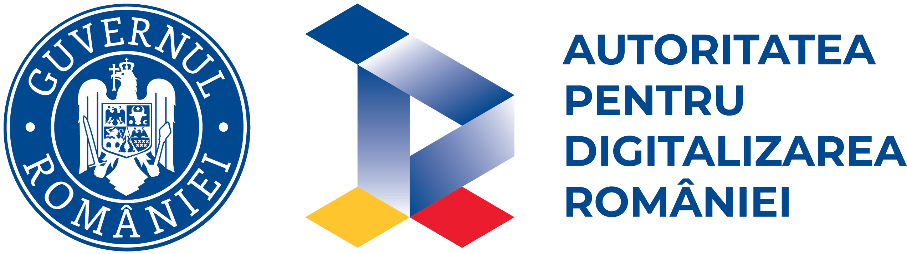 GUVERNUL
ROMÂNIEI
AUTORITATEA
PENTRU
DIGITALIZAREA
ROMÂNIEI